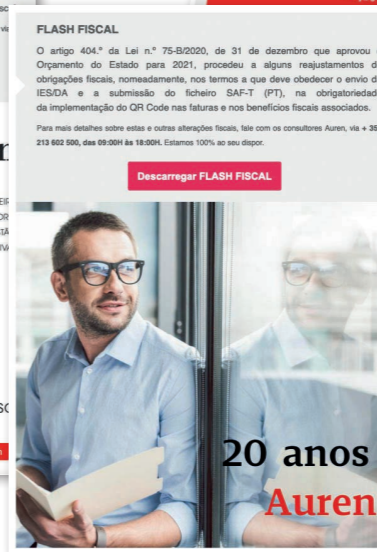 FLASH FISCAL
O artigo 404.º da Lei n.º 75-B/2020, de 31 de dezembro que aprovou
Orçamento do Estado para 2021, procedeu a alguns reajustamentos d
obrigações fiscais, nomeadamente, nos termos a que deve obedecer o envio d
IES/DA e a submissão do ficheiro SAF-T (PT), na obrigatoriedad
da implementação do QR Code nas faturas e nos benefícios fiscais associados.
Para mais detalhes sobre estas e outras alterações fiscais, fale com os consultores Auren, via + 35
213 602 500, das 09:00H às 18:00H. Estamos 100% ao seu dispor.
Descarregar FLASH FISCAL
20 anos
Auren